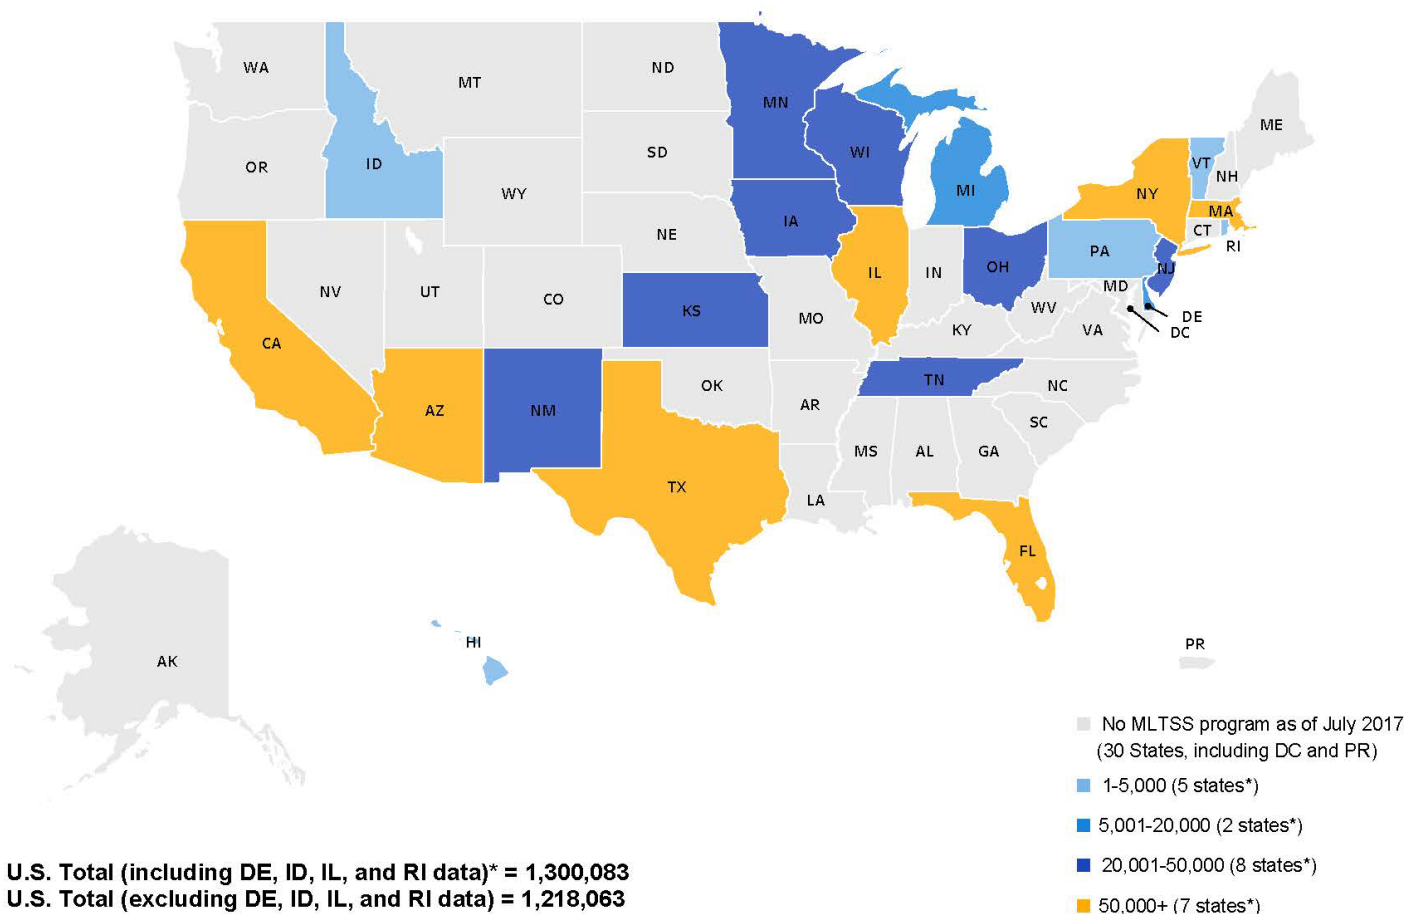 WA
MT
ND
MN
ME
OR
ID
SD
WI
VT
NH
WY
MI
NY
MA
NE
IA
CT
RI
PA
NV
UT
CO
IL
IN
OH
NJ
MD
KS
MO
WV
DE
DC
KY
VA
CA
AZ
NM
OK
TN
NC
AR
SC
MS
AL
GA
TX
LA
FL
AK
HI
PR
No MLTSS program as of July 2017
(30 States, including DC and PR)
1-5,000 (5 states*)
5,001-20,000 (2 states*)
20,001-50,000 (8 states*)
50,000+ (7 states*)
U.S. Total (including DE, ID, IL, and RI data)* = 1,300,083
U.S. Total (excluding DE, ID, IL, and RI data) = 1,218,063